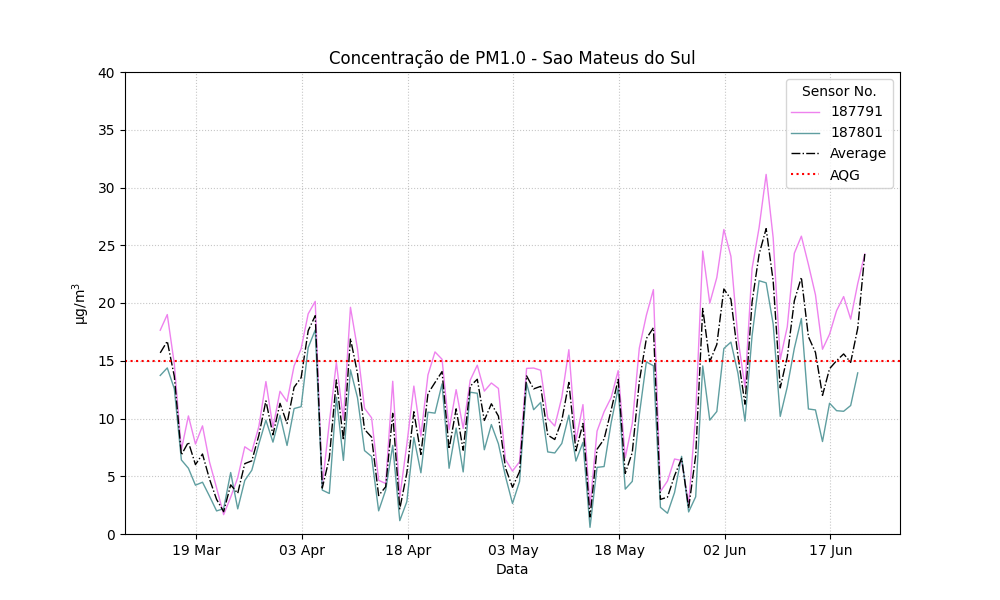 Concentração de PM1.0 - Sao Mateus do Sul
40
35
30
25
20
15
10
5
0
µg/m³
Sensor No.
187791
187801
Average
AQG
19 Mar
03 Apr
18 Apr
03 May
18 May
02 Jun
17 Jun
Data